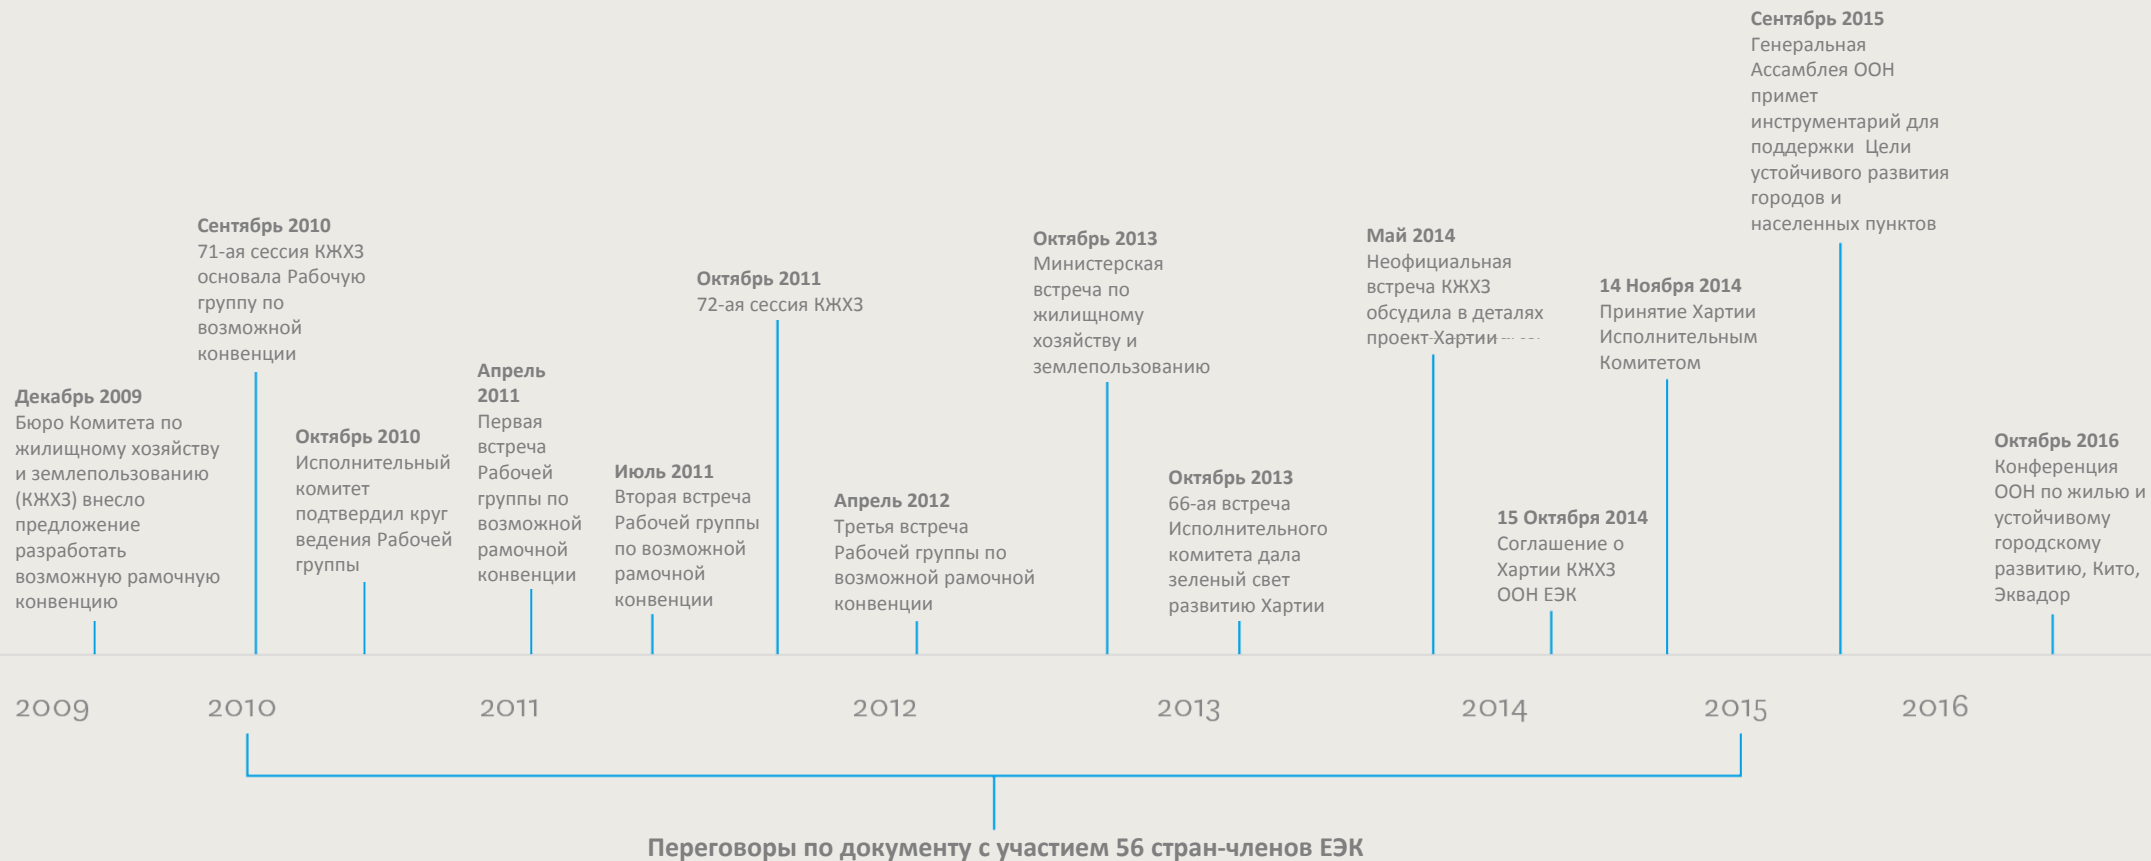 Декабрь 2009
Бюро Комитета по
жилищному хозяйству
и землепользованию
(КЖХЗ) внесло
предложение
разработать
возможную рамочную
конвенцию
Сентябрь 2010
71-ая сессия КЖХЗ
основала Рабочую
группу по
возможной
конвенции
Октябрь 2010
Исполнительный
комитет
подтвердил круг
ведения Рабочей
группы
Апрель
2011
Первая
встреча
Рабочей
группы по
возможной
рамочной
конвенции
Июль 2011
Вторая встреча
Рабочей группы
по возможной
рамочной
конвенции
Октябрь 2011
72-ая сессия КЖХЗ
Апрель 2012
Третья встреча
Рабочей группы по
возможной рамочной
конвенции
Октябрь 2013
Министерская
встреча по
жилищному
хозяйству и
землепользованию
Октябрь 2013
66-ая встреча
Исполнительного
комитета дала
зеленый свет
развитию Хартии
Май 2014
Неофициальная
встреча КЖХЗ
обсудила в деталях
проект Хартии
15 Октября 2014
Соглашение о
Хартии КЖХЗ
ООН ЕЭК
14 Ноября 2014
Принятие Хартии
Исполнительным
Комитетом
Сентябрь 2015
Генеральная
Ассамблея ООН
примет
инструментарий для
поддержки Цели
устойчивого развития
городов и
населенных пунктов
Октябрь 2016
Конференция
ООН по жилью и
устойчивому
городскому
развитию, Кито,
Эквадор
2009 2010 2011 2012 2013 2014 2015 2016
Переговоры по документу с участием 56 стран-членов ЕЭК